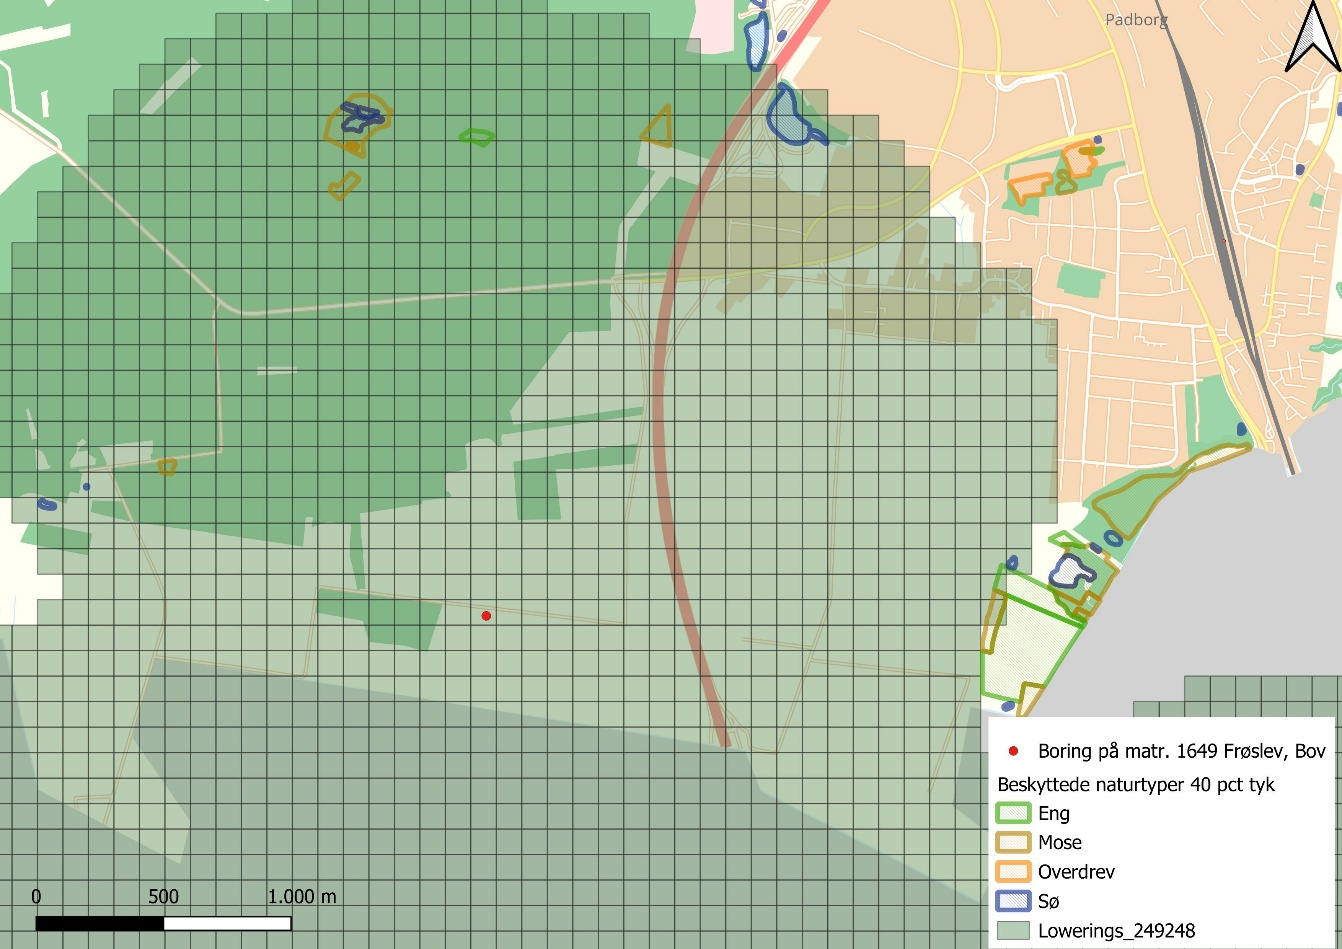 Padborg
Boring på matr. 1649 Frøslev, Bov
Beskyttede naturtyper 40 pct tyk
Eng
Mose
Overdrev
Sø
Lowerings_249248
0 500 1.000 m